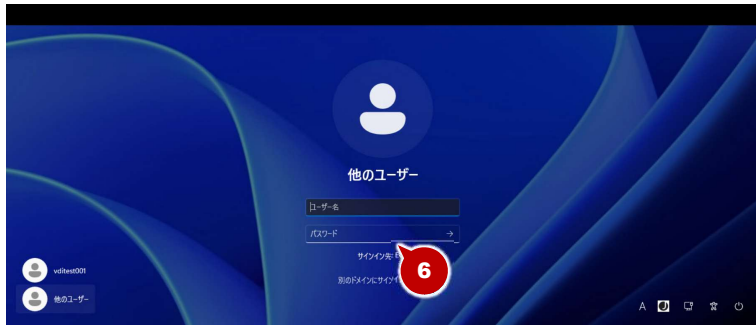 他のユーザー
ユーザー名
パスワード
サインイン先:
6
別のドメインにサインイ
vditest001
他のユーザー
A